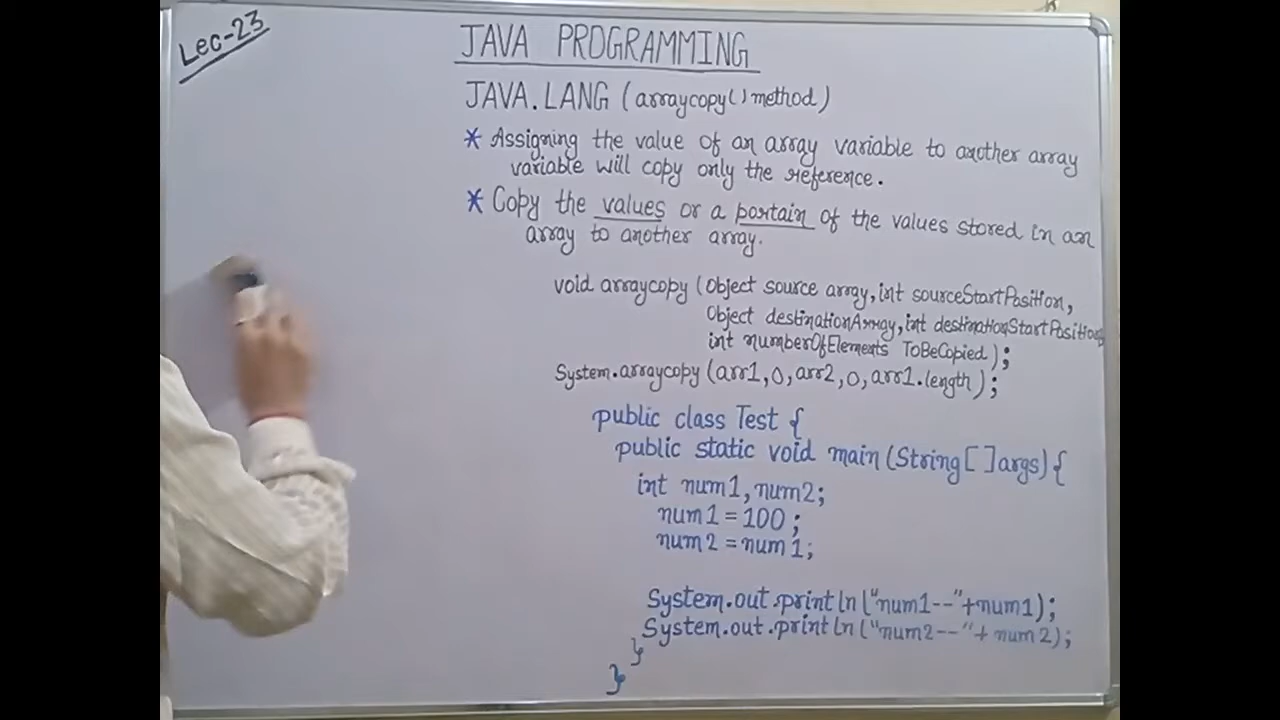 Lec-23
JAVA PROGRAMMING
JAVA.LANG (arraycopy() method)
* Assigning the value of an array variable to another array
variable will copy only the reference.
* Copy the values or a portain of the values stored in an
array to another array.
void arraycopy (Object source array, int sourceStartPosition,
Object destinationArray, int destinationStartPosition,
int numberOfElements ToBeCopied);
System.arraycopy (arr1, 0, arr2, 0, arr1.length);
public class Test {
public static void main (String [ ] args) {
int num1, num2;
num1 = 100;
num2 = num1;
System.out.println ("num1--"+num1);
System.out.println ("num2--"+ num2);
}
}